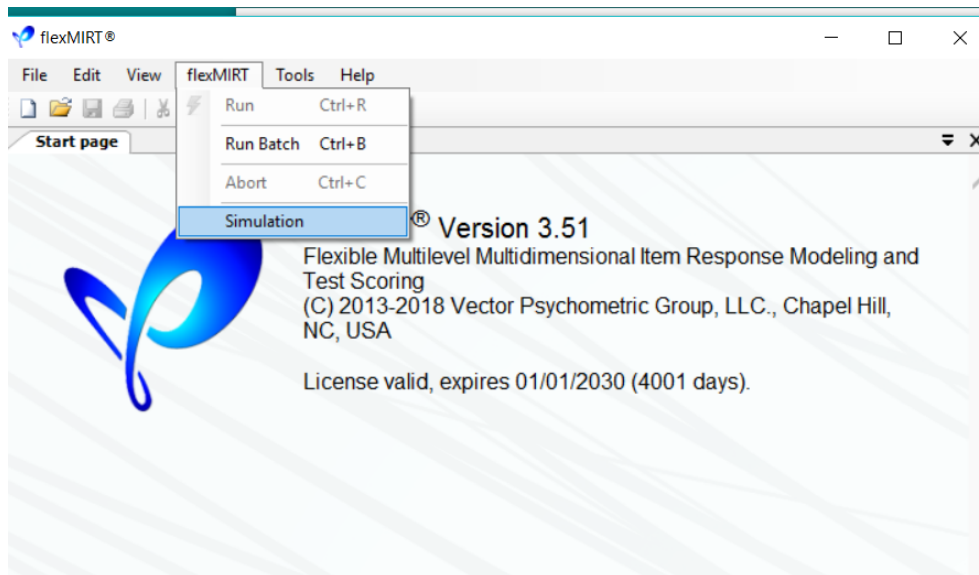 flexMIRT®
File Edit View flexMIRT Tools Help
Run Ctrl+R
Start page
Run Batch Ctrl+B
Abort Ctrl+C
Simulation
® Version 3.51
Flexible Multilevel Multidimensional Item Response Modeling and
Test Scoring
(C) 2013-2018 Vector Psychometric Group, LLC., Chapel Hill,
NC, USA
License valid, expires 01/01/2030 (4001 days).